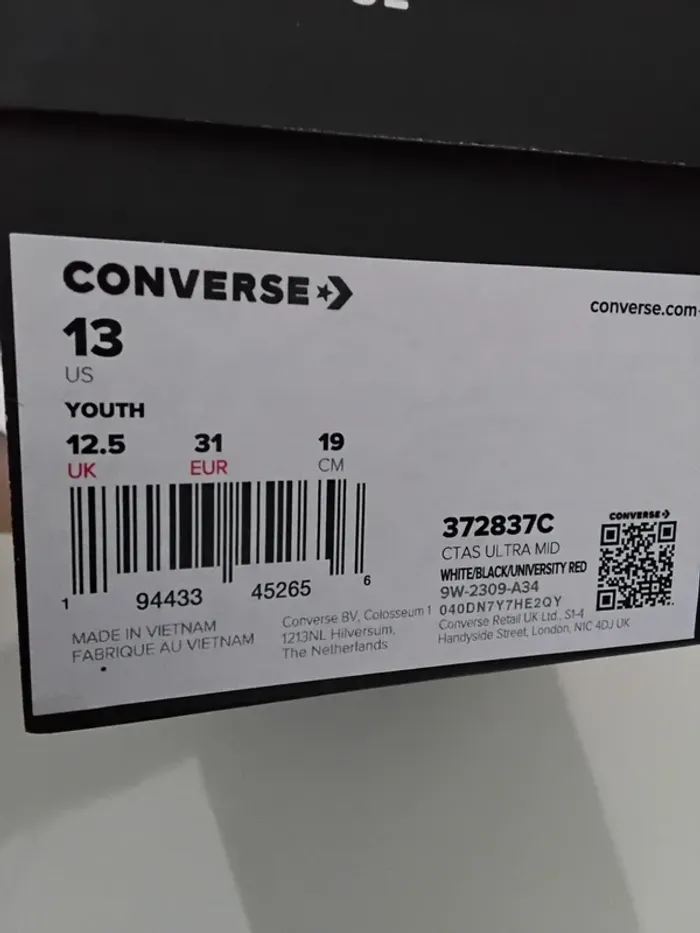 CONVERSE
converse.com
13
US
YOUTH
12.5 31 19
UK EUR CM
1 94433 45265 6
MADE IN VIETNAM
FABRIQUE AU VIETNAM
Converse BV, Colosseum 1
1213NL Hilversum,
The Netherlands
372837C
CTAS ULTRA MID
WHITE/BLACK/UNIVERSITY RED
9W-2309-A34
040DN7Y7HE2QY
Converse Retail UK Ltd., S1-4
Handyside Street, London, N1C 4DJ UK
CONVERSE